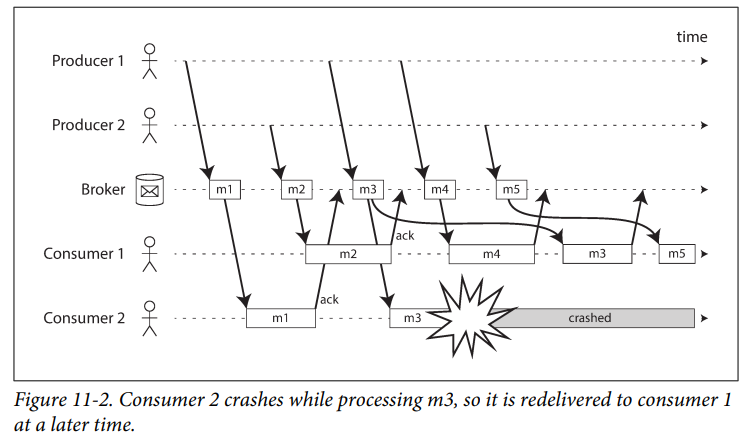 time
Producer 1
Producer 2
Broker
m1
m2
m3
m4
m5
ack
Consumer 1
m2
m4
m3
m5
ack
Consumer 2
m1
m3
crashed
Figure 11-2. Consumer 2 crashes while processing m3, so it is redelivered to consumer 1
at a later time.